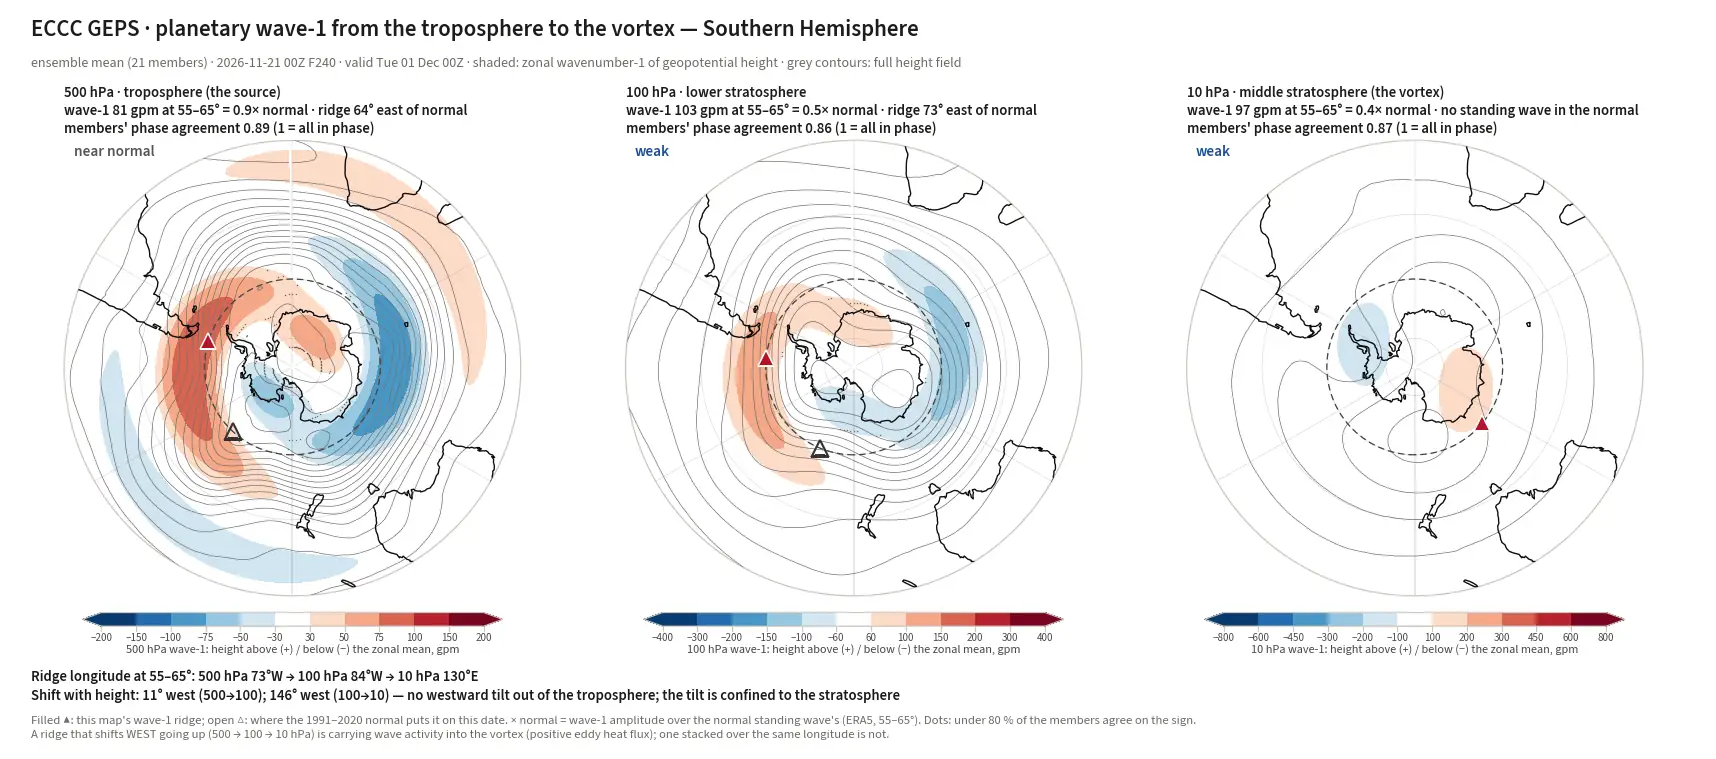 ECCC GEPS · planetary wave-1 from the troposphere to the vortex — Southern Hemisphere
ensemble mean (21 members) · 2026-11-21 00Z F240 · valid Tue 01 Dec 00Z · shaded: zonal wavenumber-1 of geopotential height · grey contours: full height field
500 hPa · troposphere (the source)
wave-1 81 gpm at 55–65° = 0.9× normal · ridge 64° east of normal
members' phase agreement 0.89 (1 = all in phase)
near normal
100 hPa · lower stratosphere
wave-1 103 gpm at 55–65° = 0.5× normal · ridge 73° east of normal
members' phase agreement 0.86 (1 = all in phase)
weak
10 hPa · middle stratosphere (the vortex)
wave-1 97 gpm at 55–65° = 0.4× normal · no standing wave in the normal
members' phase agreement 0.87 (1 = all in phase)
weak
−200 −150 −100 −75 −50 −30 30 50 75 100 150 200
500 hPa wave-1: height above (+) / below (−) the zonal mean, gpm
−400 −300 −200 −150 −100 −60 60 100 150 200 300 400
100 hPa wave-1: height above (+) / below (−) the zonal mean, gpm
−800 −600 −450 −300 −200 −100 100 200 300 450 600 800
10 hPa wave-1: height above (+) / below (−) the zonal mean, gpm
Ridge longitude at 55–65°: 500 hPa 73°W → 100 hPa 84°W → 10 hPa 130°E
Shift with height: 11° west (500→100); 146° west (100→10) — no westward tilt out of the troposphere; the tilt is confined to the stratosphere
Filled ▲: this map's wave-1 ridge; open △: where the 1991–2020 normal puts it on this date. × normal = wave-1 amplitude over the normal standing wave's (ERA5, 55–65°). Dots: under 80 % of the members agree on the sign.
A ridge that shifts WEST going up (500 → 100 → 10 hPa) is carrying wave activity into the vortex (positive eddy heat flux); one stacked over the same longitude is not.